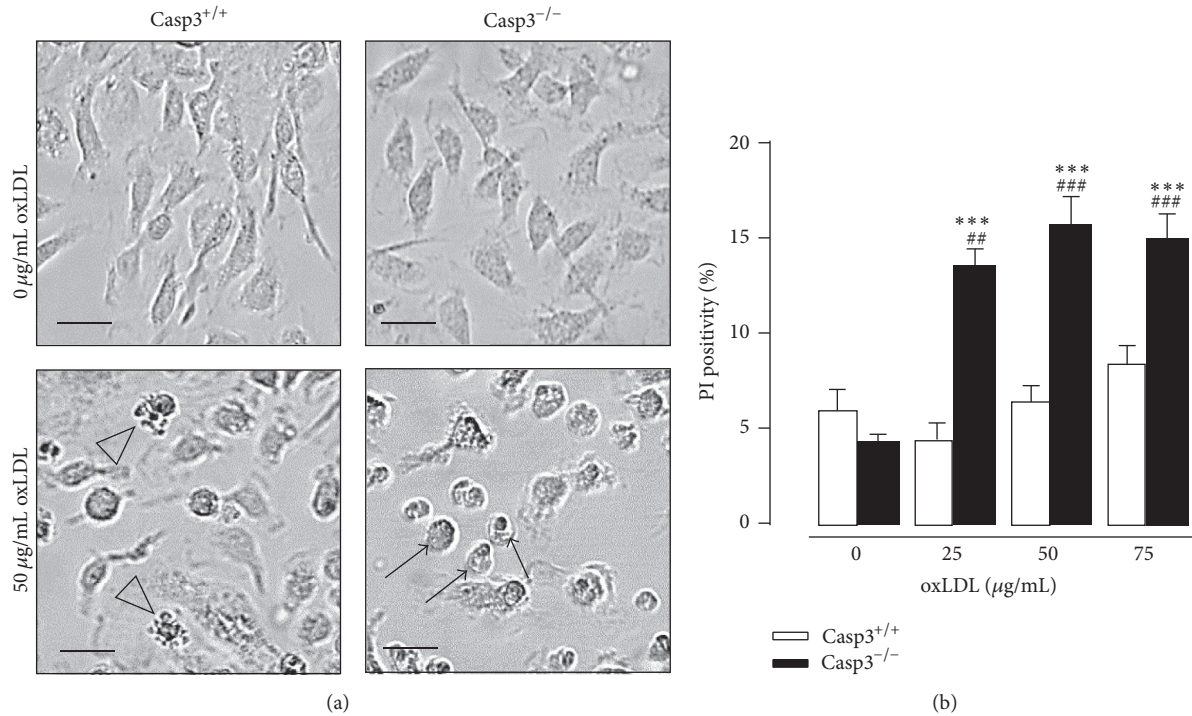 Casp3⁺/⁺
Casp3⁻/⁻
0 μg/mL oxLDL
50 μg/mL oxLDL
(a)
PI positivity (%)
20
15
10
5
0
***
##
***
###
***
###
0 25 50 75
oxLDL (μg/mL)
Casp3⁺/⁺
Casp3⁻/⁻
(b)